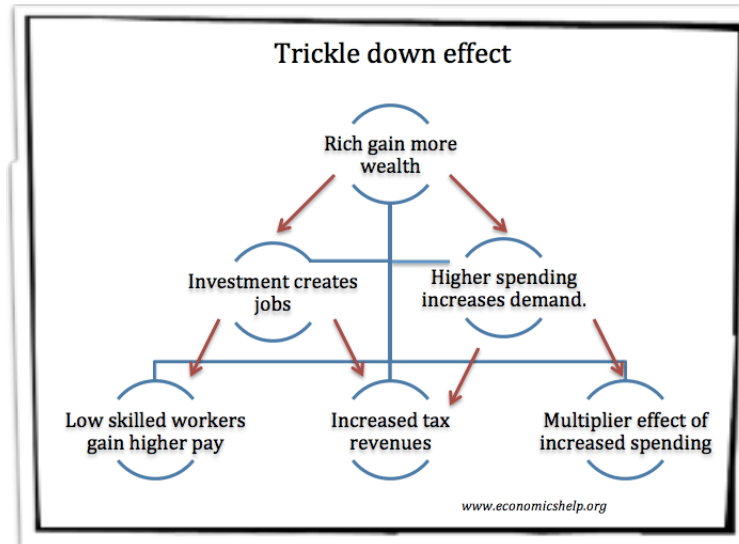 Trickle down effect
Rich gain more
wealth
Investment creates
jobs
Higher spending
increases demand.
Low skilled workers
gain higher pay
Increased tax
revenues
Multiplier effect of
increased spending
www.economicshelp.org